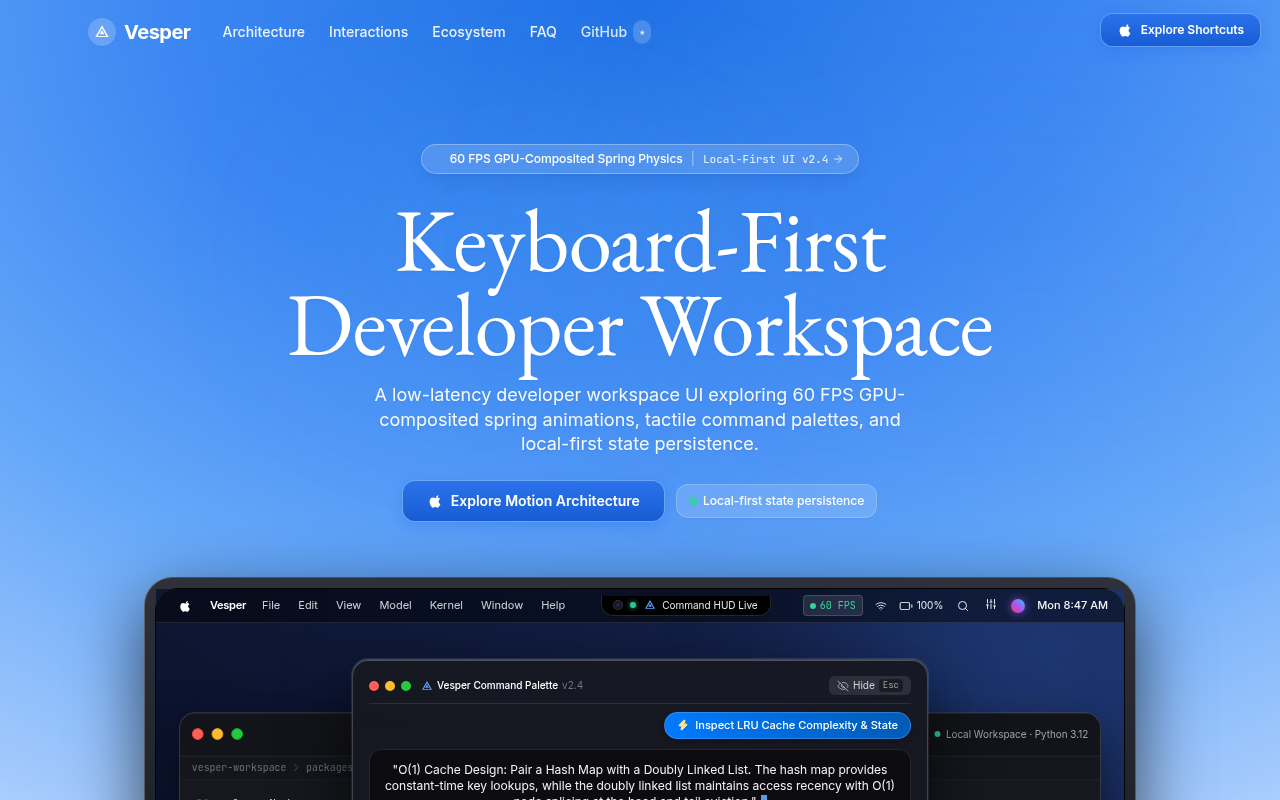 Vesper
Architecture
Interactions
Ecosystem
FAQ
GitHub
Explore Shortcuts
60 FPS GPU-Composited Spring Physics | Local-First UI v2.4 →
Keyboard-First
Developer Workspace
A low-latency developer workspace UI exploring 60 FPS GPU-
composited spring animations, tactile command palettes, and
local-first state persistence.
Explore Motion Architecture
Local-first state persistence
Vesper File Edit View Model Kernel Window Help
Command HUD Live
60 FPS
100%
Mon 8:47 AM
Vesper Command Palette v2.4
Hide Esc
Inspect LRU Cache Complexity & State
Local Workspace · Python 3.12
vesper-workspace > packages
"O(1) Cache Design: Pair a Hash Map with a Doubly Linked List. The hash map provides
constant-time key lookups, while the doubly linked list maintains access recency with O(1)